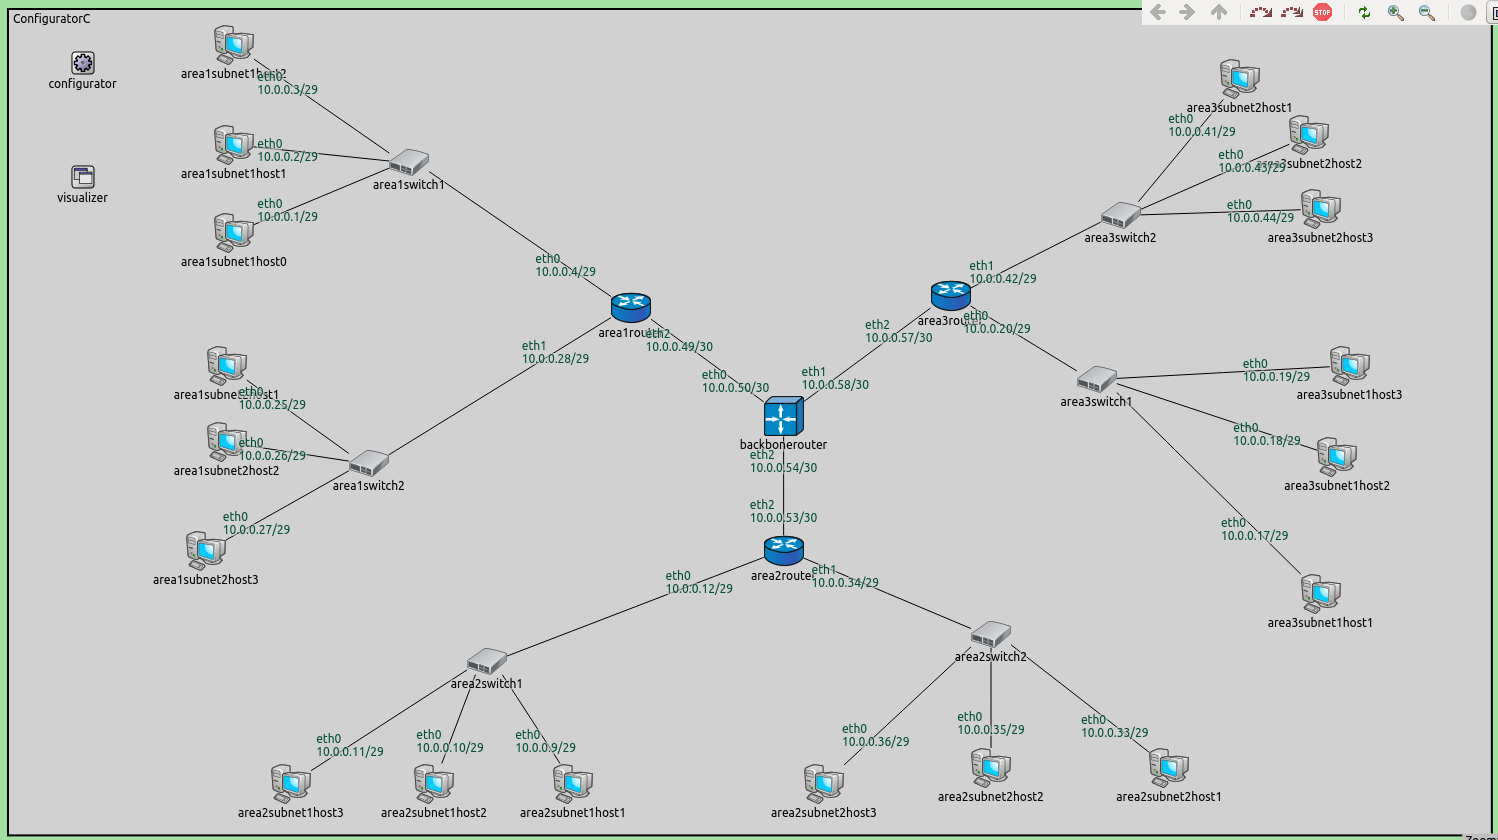 ConfiguratorC
STOP
configurator
visualizer
area1subnet1host2
eth0
10.0.0.3/29
area1subnet1host1
eth0
10.0.0.2/29
area1subnet1host0
eth0
10.0.0.1/29
area1switch1
eth0
10.0.0.4/29
area1router
eth1
10.0.0.28/29
eth2
10.0.0.49/30
area1subnet2host1
eth0
10.0.0.25/29
area1subnet2host2
eth0
10.0.0.26/29
area1switch2
eth0
10.0.0.27/29
area1subnet2host3
eth0
10.0.0.50/30
eth1
10.0.0.58/30
backbonerouter
eth2
10.0.0.54/30
eth2
10.0.0.53/30
area2router
eth0
10.0.0.12/29
eth1
10.0.0.34/29
area3subnet2host1
eth0
10.0.0.41/29
area3subnet2host2
eth0
10.0.0.43/29
eth0
10.0.0.44/29
area3subnet2host3
area3switch2
eth1
10.0.0.42/29
area3router
eth0
10.0.0.20/29
eth2
10.0.0.57/30
area3switch1
eth0
10.0.0.19/29
area3subnet1host3
eth0
10.0.0.18/29
area3subnet1host2
eth0
10.0.0.17/29
area3subnet1host1
area2switch1
eth0
10.0.0.11/29
area2subnet1host3
eth0
10.0.0.10/29
area2subnet1host2
eth0
10.0.0.9/29
area2subnet1host1
area2switch2
eth0
10.0.0.36/29
area2subnet2host3
eth0
10.0.0.35/29
area2subnet2host2
eth0
10.0.0.33/29
area2subnet2host1